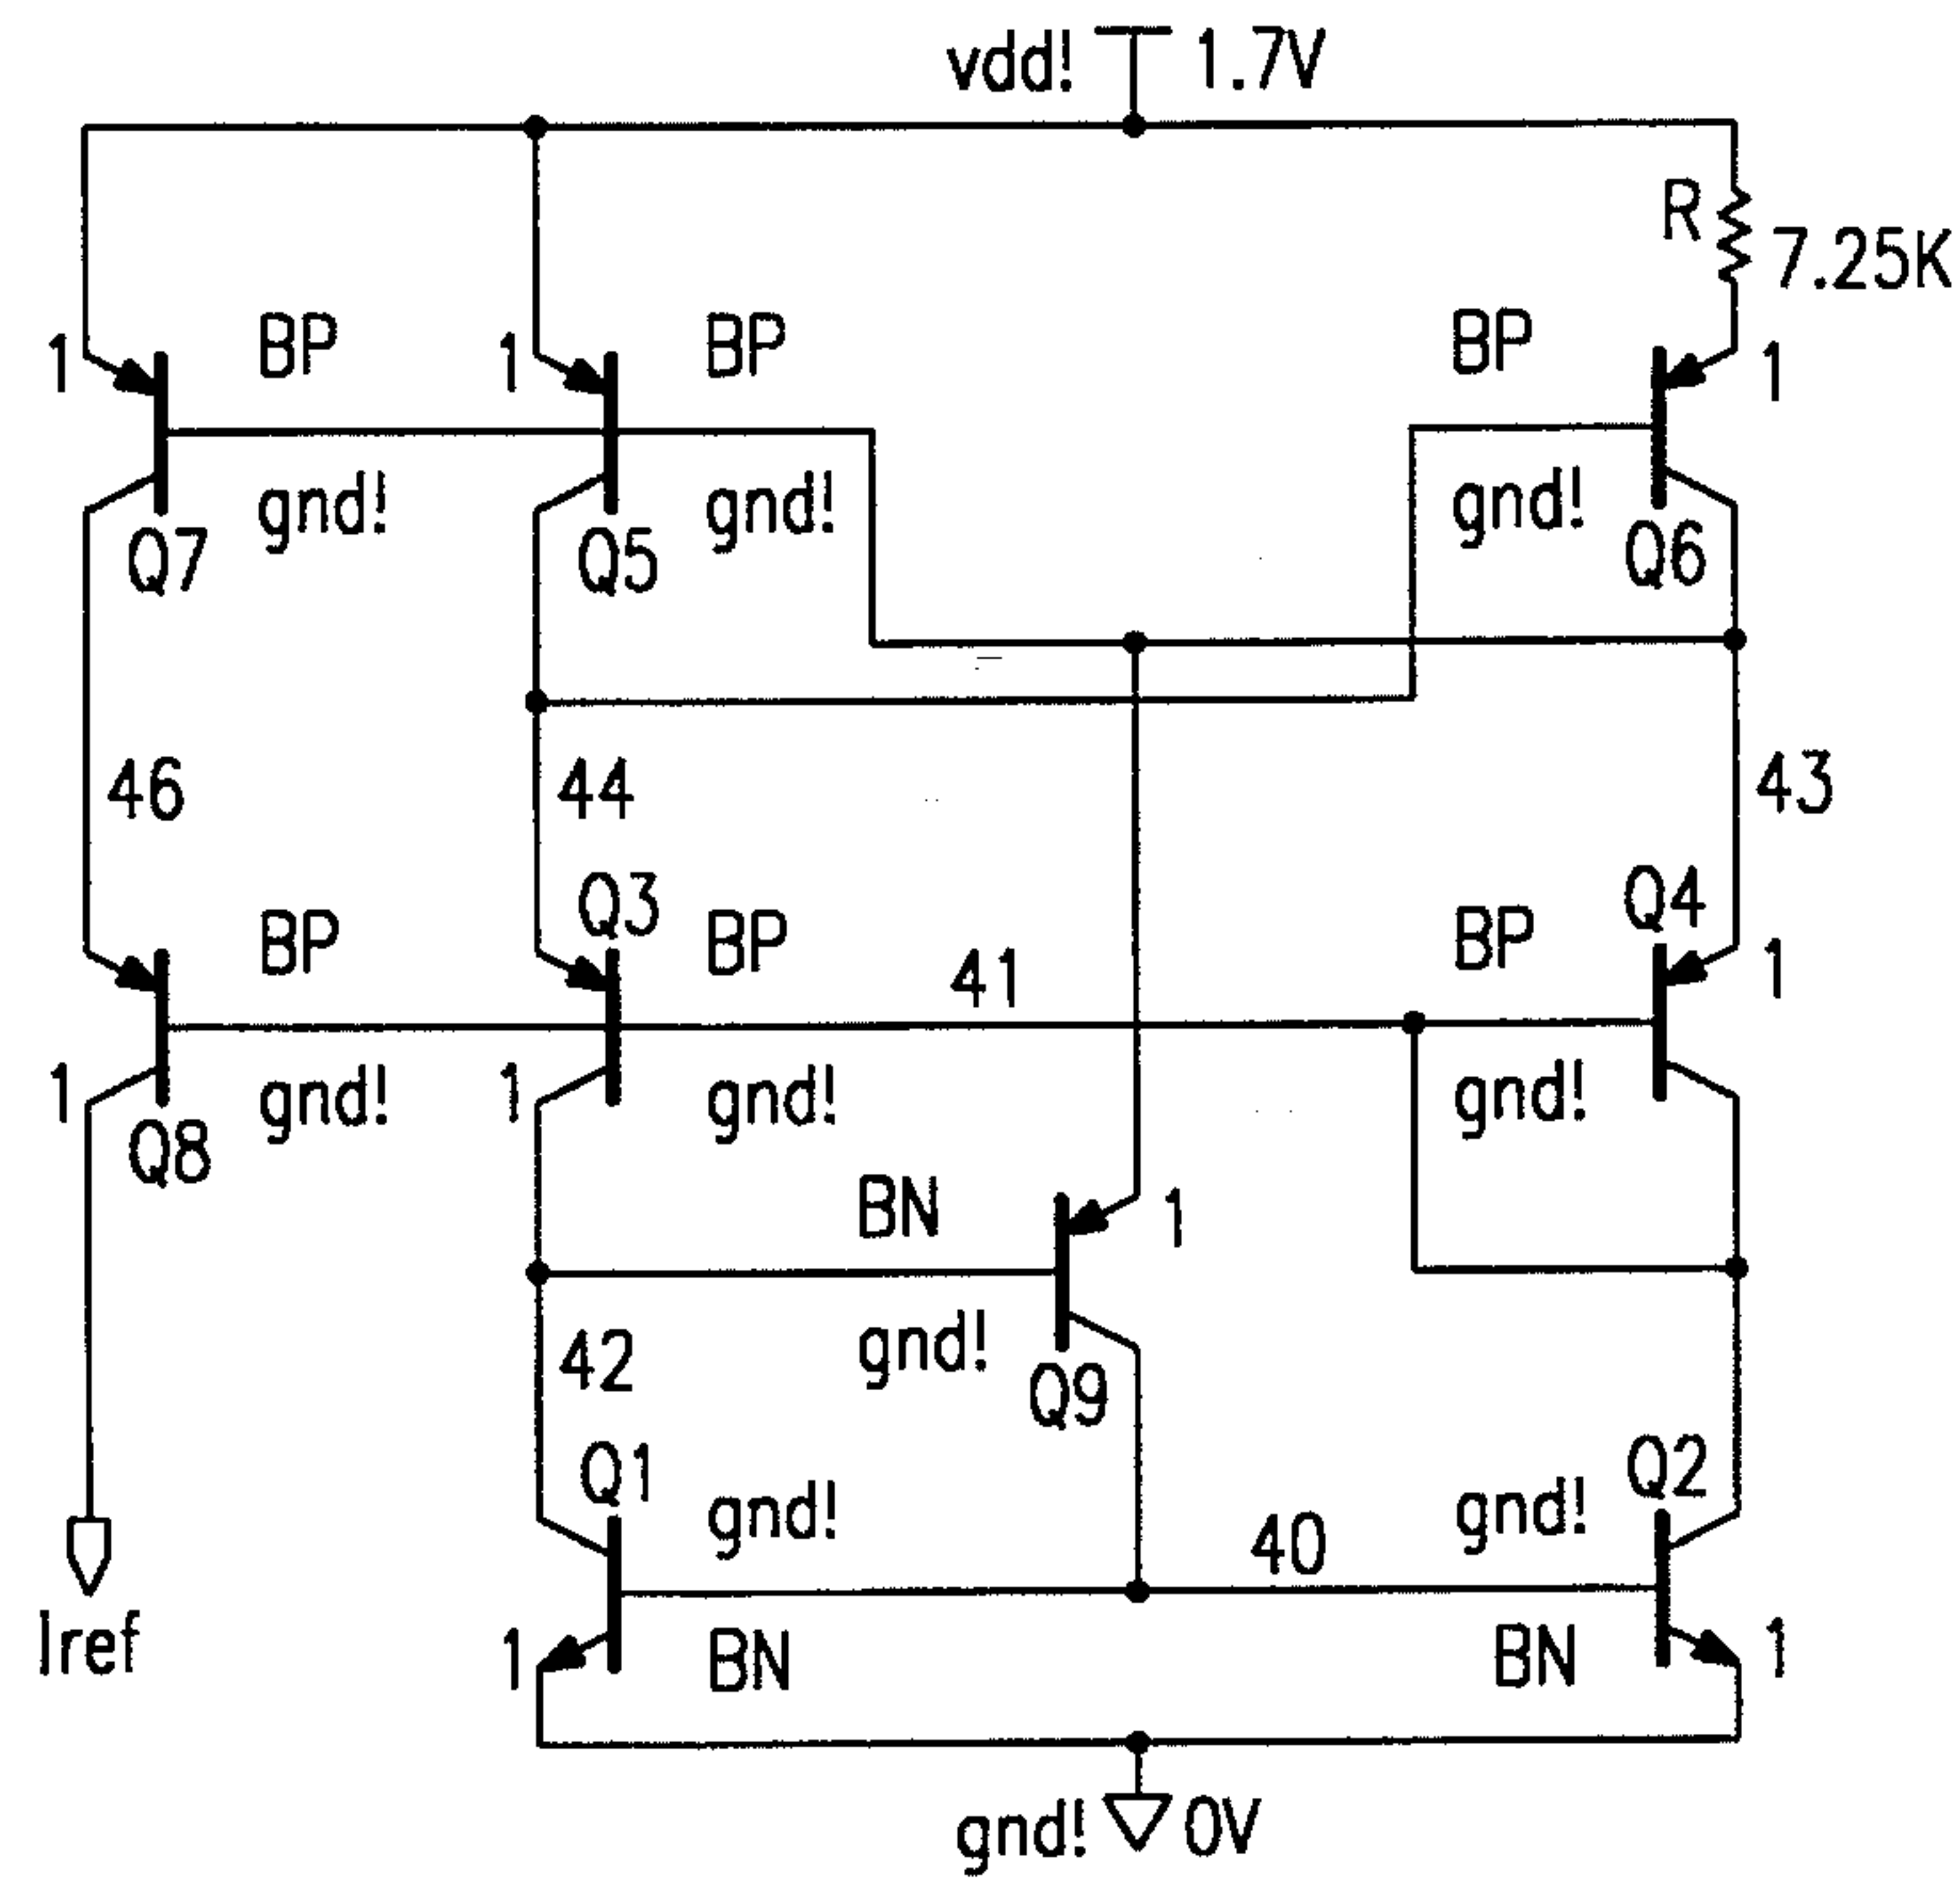 vdd! 1.7V
R
7.25K
1 BP 1 BP BP 1
gnd! gnd! gnd!
Q7 Q5 Q6
46 44 43
Q3 Q4
BP BP 41 BP 1
1 gnd! 1 gnd! gnd!
Q8
BN 1
gnd!
42 Q9
Q1 Q2
gnd! 40 gnd!
Iref 1 BN BN 1
gnd! 0V